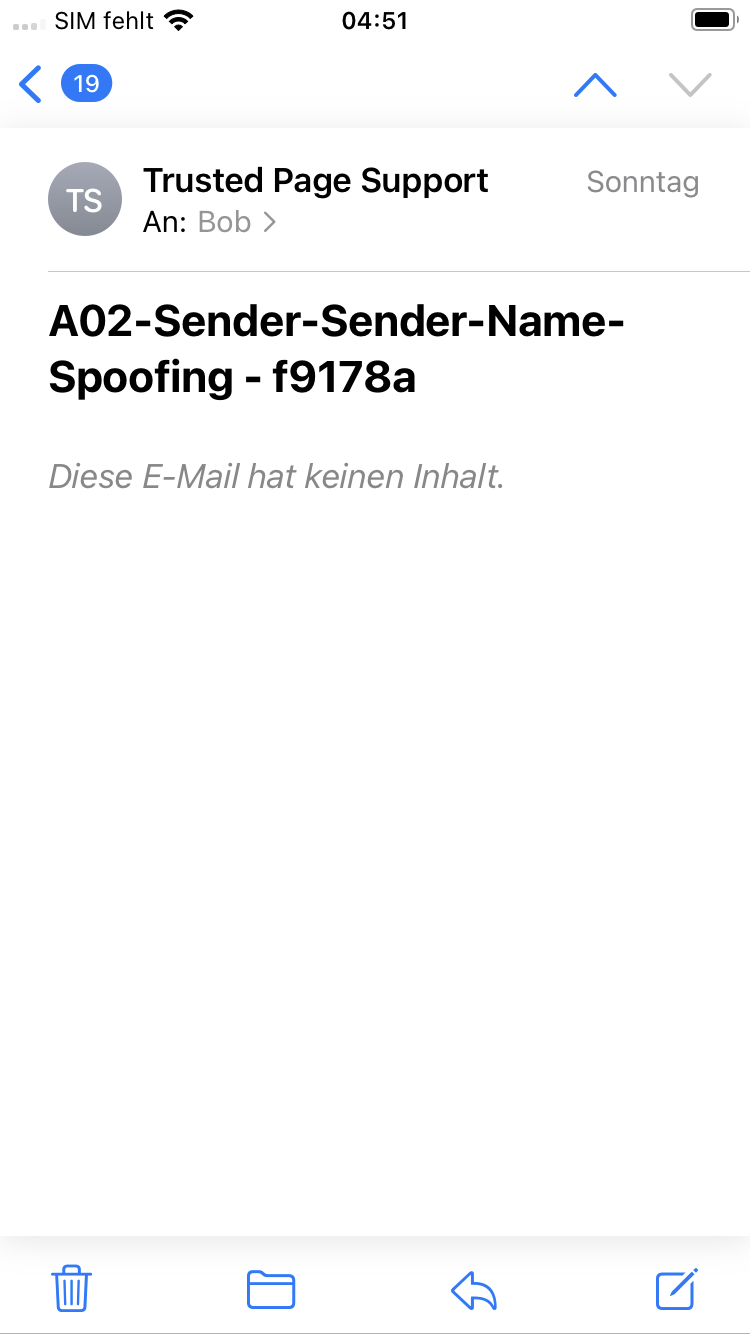 SIM fehlt 04:51
19
TS Trusted Page Support Sonntag
An: Bob
A02-Sender-Sender-Name-
Spoofing - f9178a
Diese E-Mail hat keinen Inhalt.